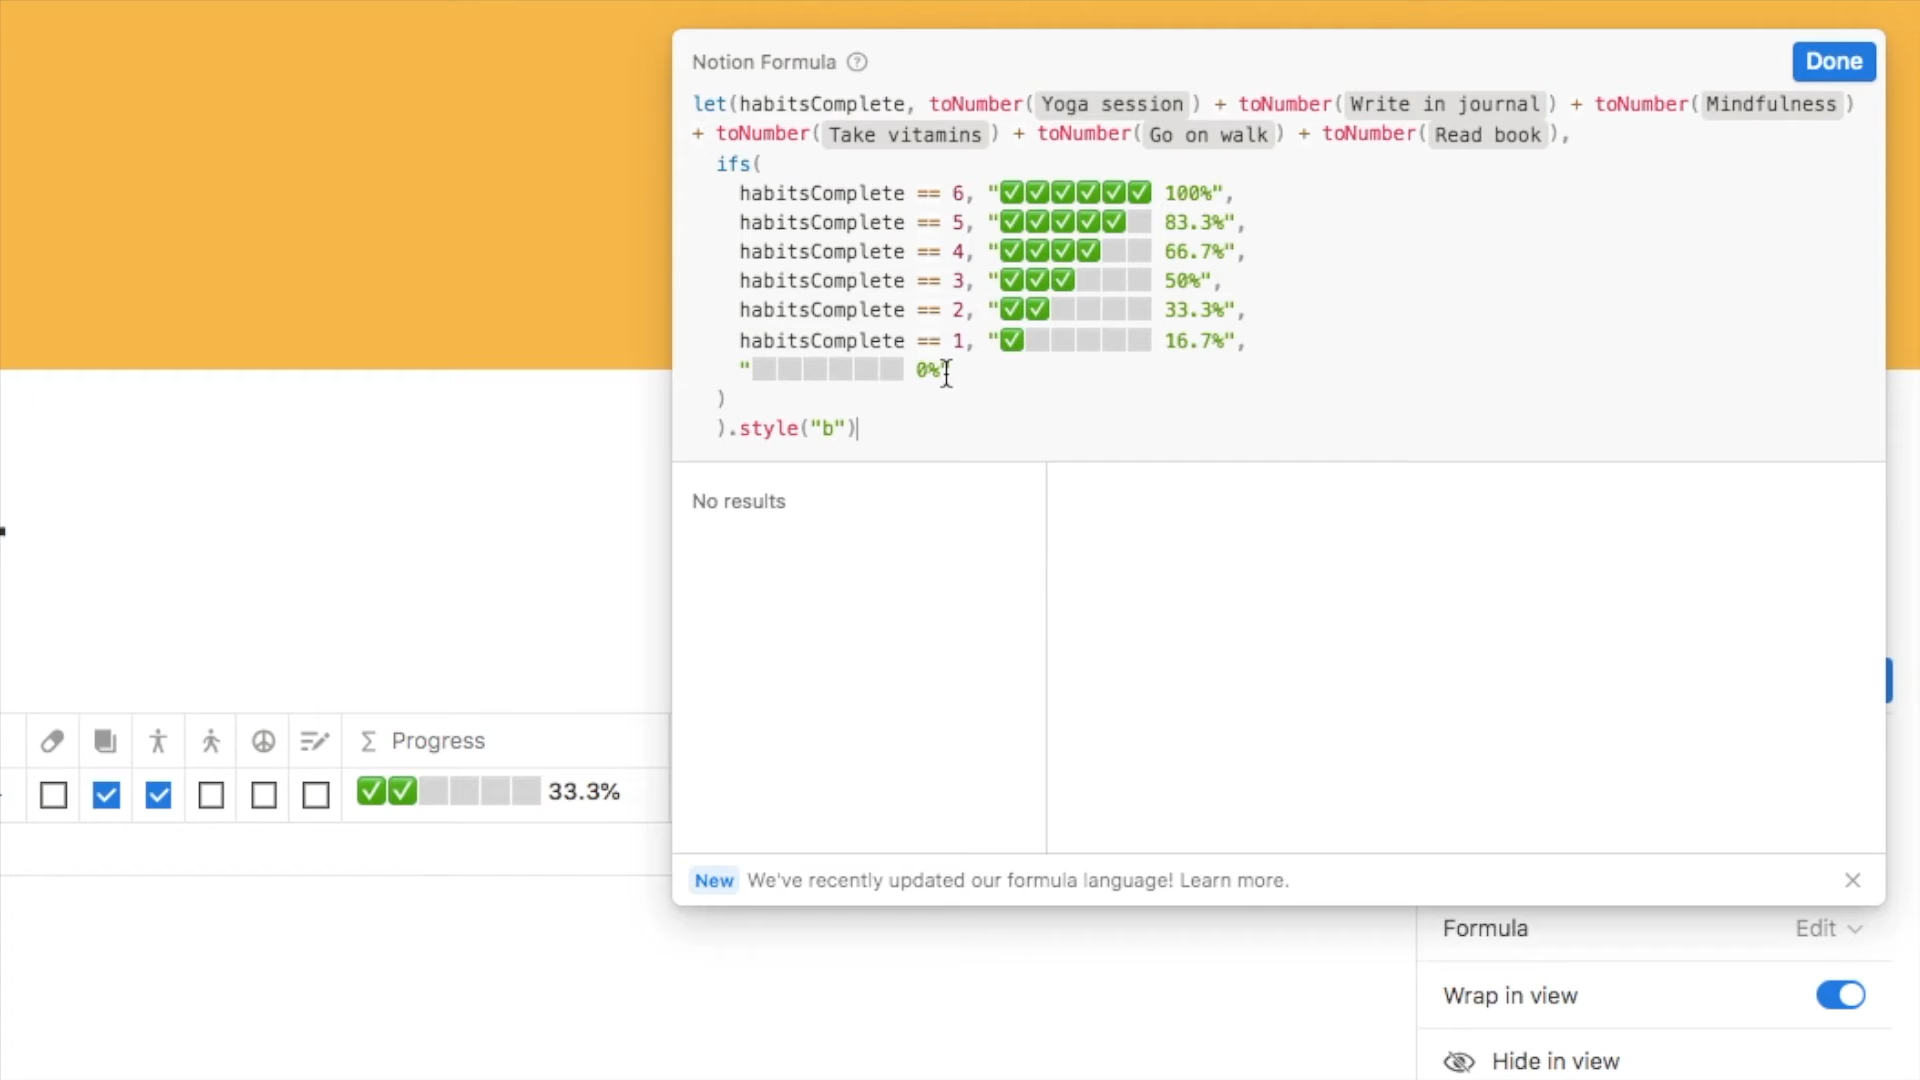 Notion Formula ?
Done
let(habitsComplete, toNumber(Yoga session) + toNumber(Write in journal) + toNumber(Mindfulness)
+ toNumber(Take vitamins) + toNumber(Go on walk) + toNumber(Read book),
ifs(
habitsComplete == 6, "✅✅✅✅✅✅ 100%",
habitsComplete == 5, "✅✅✅✅✅⬜ 83.3%",
habitsComplete == 4, "✅✅✅✅⬜⬜ 66.7%",
habitsComplete == 3, "✅✅✅⬜⬜⬜ 50%",
habitsComplete == 2, "✅✅⬜⬜⬜⬜ 33.3%",
habitsComplete == 1, "✅⬜⬜⬜⬜⬜ 16.7%",
"⬜⬜⬜⬜⬜⬜ 0%"
)
).style("b")
No results
Σ Progress
✅✅⬜⬜⬜⬜ 33.3%
New We've recently updated our formula language! Learn more.
Formula Edit
Wrap in view
Hide in view